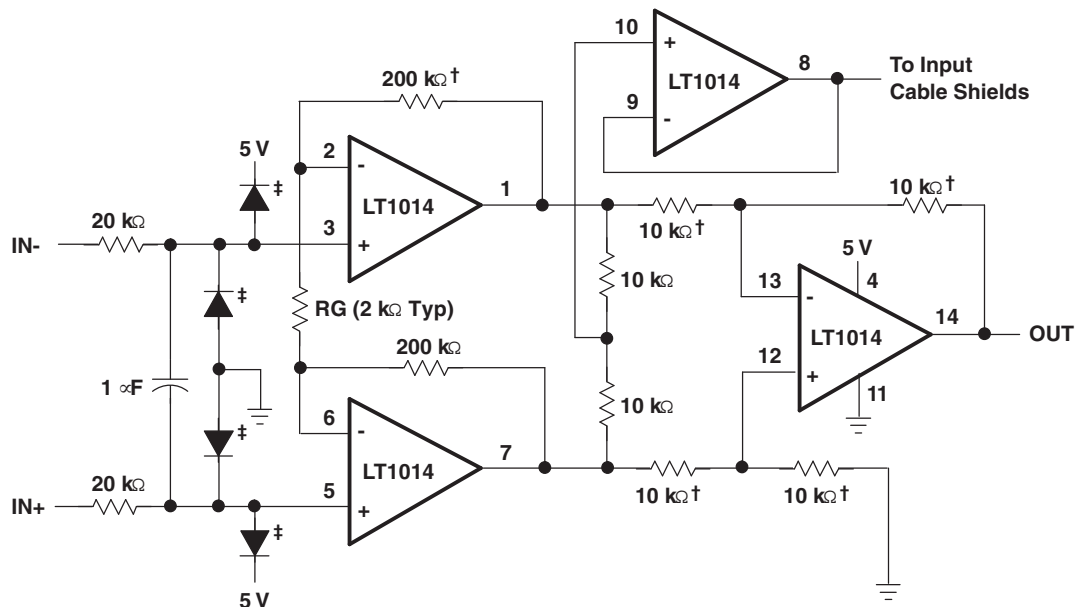 10
+
8
To Input
Cable Shields
LT1014
9
-
200 kΩ†
5 V
‡
2
-
LT1014
1
3
+
20 kΩ
IN-
10 kΩ†
10 kΩ†
‡
10 kΩ
5 V
4
13
-
14
LT1014
OUT
12
+
11
RG (2 kΩ Typ)
200 kΩ
1 ∝F
‡
10 kΩ
6
-
LT1014
7
5
+
20 kΩ
IN+
10 kΩ†
10 kΩ†
‡
5 V